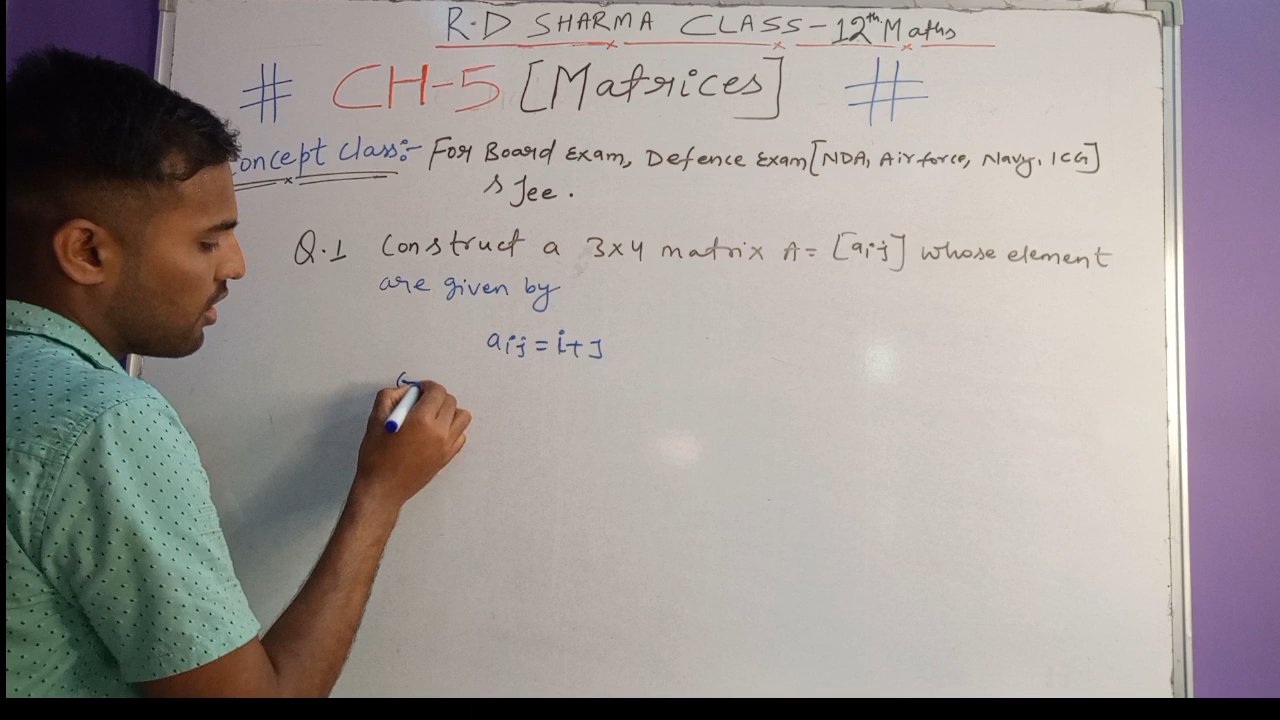 R.D SHARMA CLASS-12th Maths
# CH-5 [Matrices] #
oncept class:- For Board Exam, Defence Exam [NDA, Airforce, Navy, ICG]
& Jee.
Q.1 Construct a 3x4 matrix A = [aij] whose element
are given by
aij = i+J